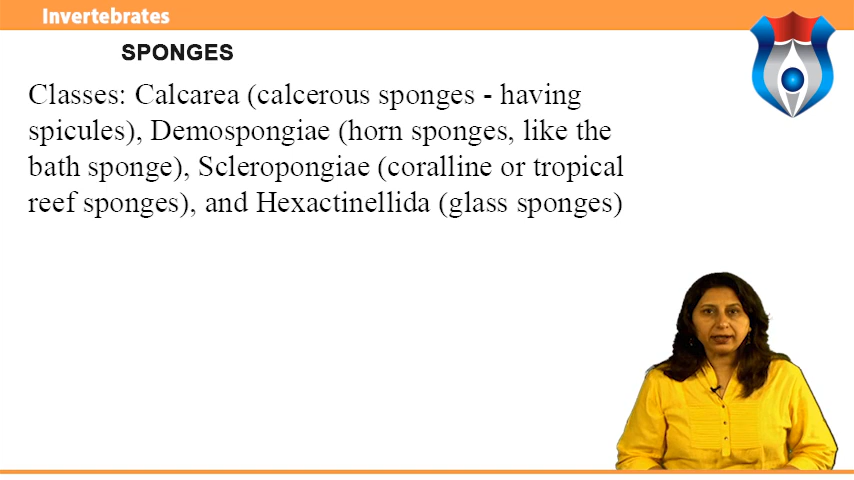 Invertebrates
SPONGES
Classes: Calcarea (calcerous sponges - having
spicules), Demospongiae (horn sponges, like the
bath sponge), Scleropongiae (coralline or tropical
reef sponges), and Hexactinellida (glass sponges)